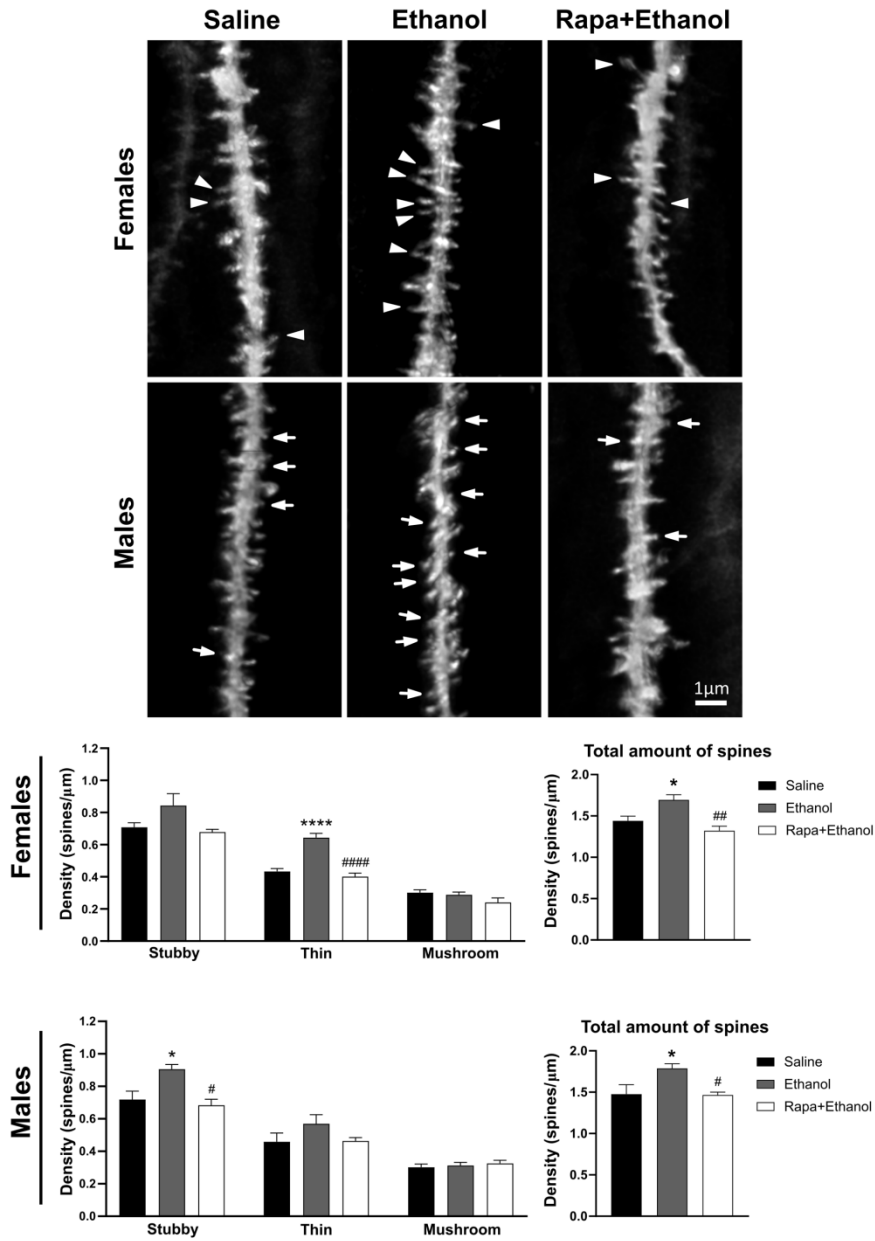 Saline Ethanol Rapa+Ethanol
Females
Males
1µm
Females
Density (spines/µm)
1.2
1.0
0.8
0.6
0.4
0.2
0.0
****
####
Stubby Thin Mushroom
Total amount of spines
Density (spines/µm)
2.0
1.5
1.0
0.5
0.0
*
##
Saline
Ethanol
Rapa+Ethanol
Males
Density (spines/µm)
1.2
1.0
0.8
0.6
0.4
0.2
0.0
*
#
Stubby Thin Mushroom
Total amount of spines
Density (spines/µm)
2.0
1.5
1.0
0.5
0.0
*
#
Saline
Ethanol
Rapa+Ethanol